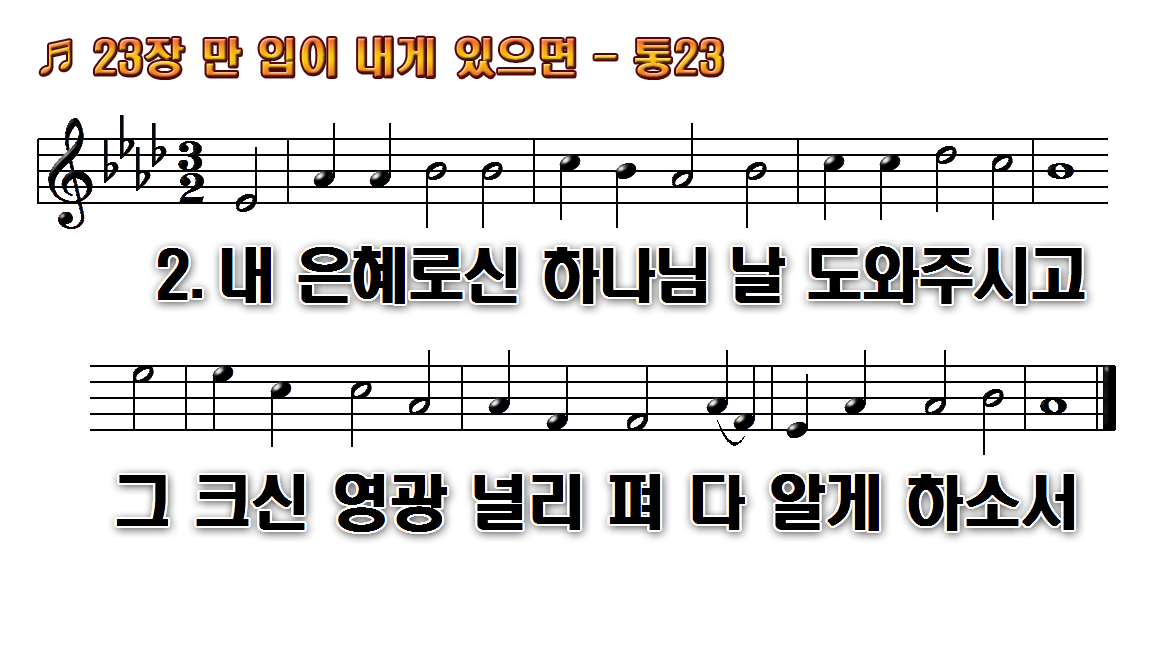 ♬ 23장 만 입이 내게 있으면 - 통23
3
2
2. 내 은혜로신 하나님 날 도와주시고
그 크신 영광 널리 펴 다 알게 하소서